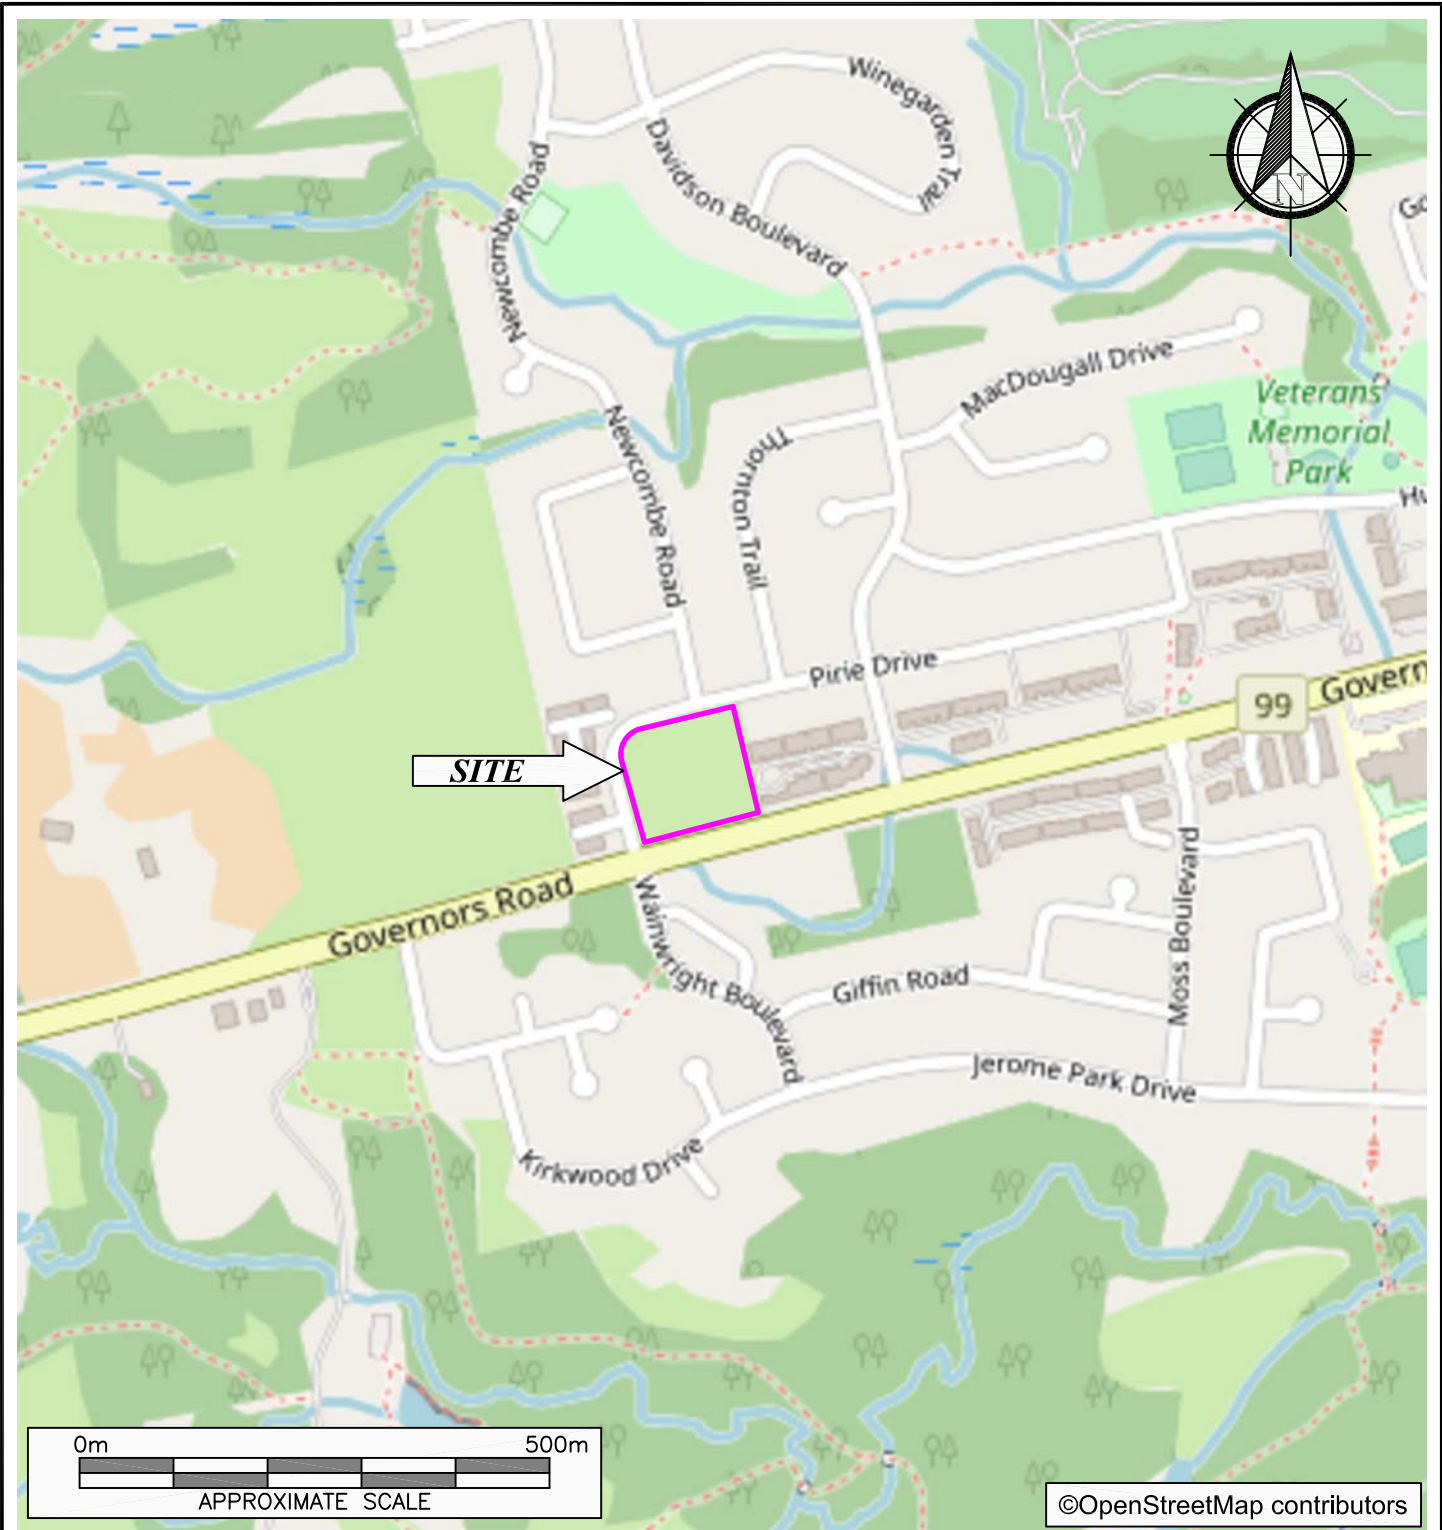 Winegarden Trail
N
Newcombe Road
Davidson Boulevard
MacDougall Drive
Veterans
Memorial
Park
Thornton Trail
Newcombe Road
Pirie Drive
99
SITE
Governors Road
Wainwright Boulevard
Moss Boulevard
Giffin Road
Jerome Park Drive
Kirkwood Drive
0m 500m
APPROXIMATE SCALE
©OpenStreetMap contributors